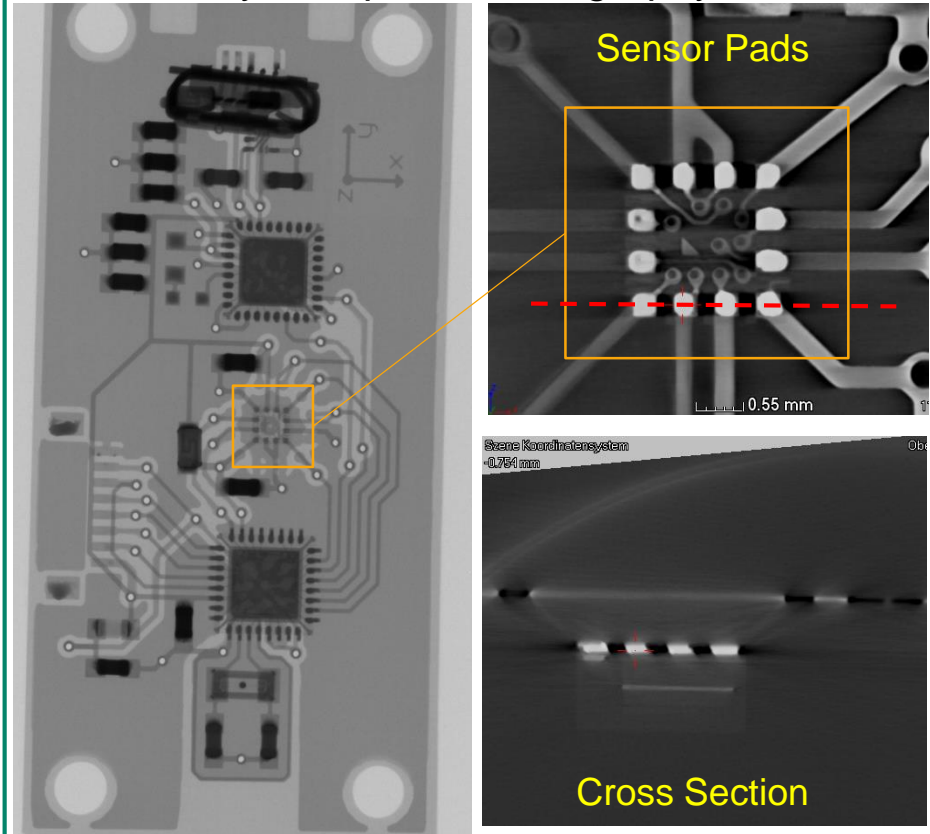 Sensor Pads
y
x
z
0.55 mm
Szene Koordinatensystem
-0.754 mm
Cross Section